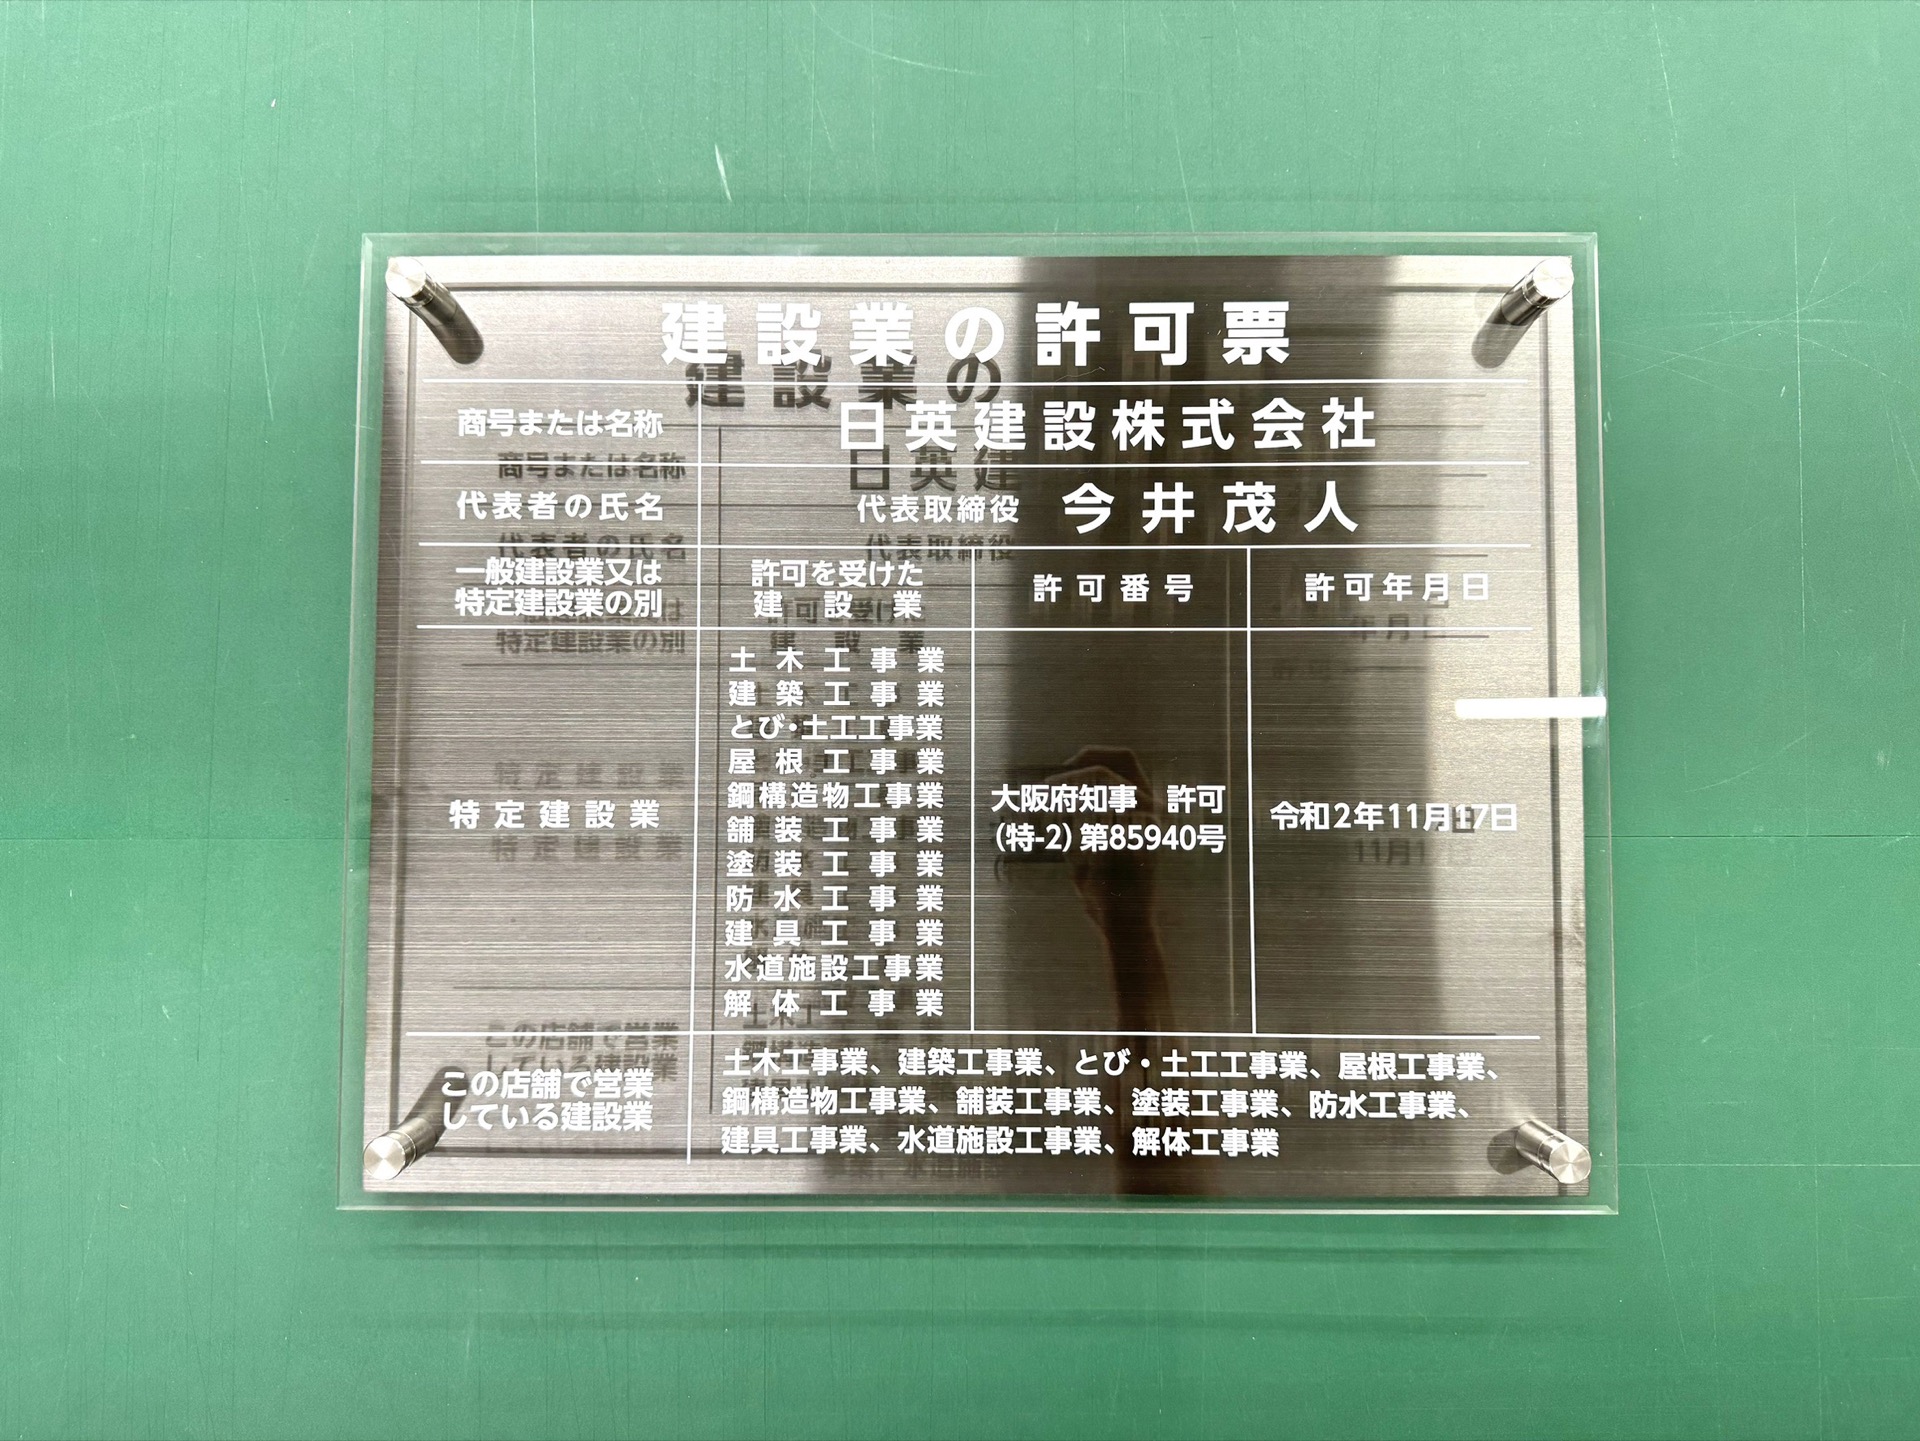 建設業の許可票
商号または名称 日英建設株式会社
代表者の氏名 代表取締役 今井茂人
一般建設業又は
特定建設業の別
許可を受けた
建設業
許可番号
許可年月日
特定建設業
土木工事業
建築工事業
とび・土工工事業
屋根工事業
鋼構造物工事業
舗装工事業
塗装工事業
防水工事業
建具工事業
水道施設工事業
解体工事業
大阪府知事 許可
(特-2) 第85940号
令和2年11月17日
この店舗で営業
している建設業
土木工事業、建築工事業、とび・土工工事業、屋根工事業、
鋼構造物工事業、舗装工事業、塗装工事業、防水工事業、
建具工事業、水道施設工事業、解体工事業